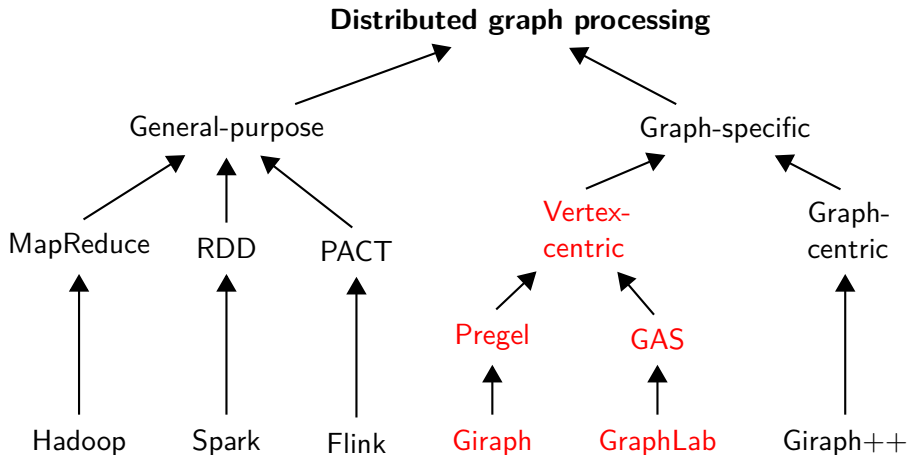 Distributed graph processing
General-purpose
Graph-specific
MapReduce
RDD
PACT
Vertex-
centric
Graph-
centric
Pregel
GAS
Hadoop
Spark
Flink
Giraph
GraphLab
Giraph++